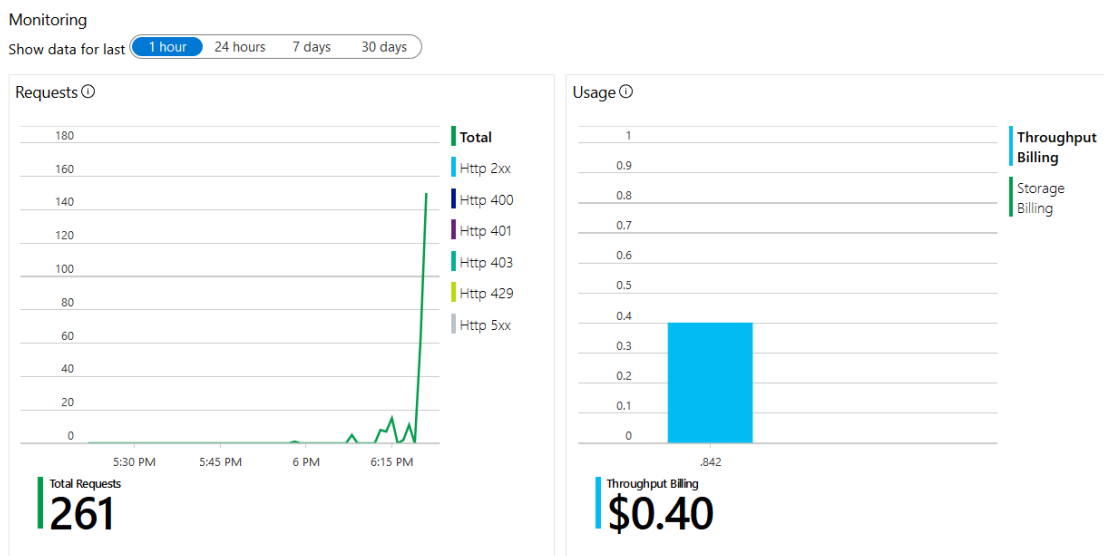 Monitoring
Show data for last 1 hour 24 hours 7 days 30 days
Requests
180
160
140
120
100
80
60
40
20
0
5:30 PM 5:45 PM 6 PM 6:15 PM
Total
Http 2xx
Http 400
Http 401
Http 403
Http 429
Http 5xx
Total Requests
261
Usage
1
0.9
0.8
0.7
0.6
0.5
0.4
0.3
0.2
0.1
0
.842
Throughput
Billing
Storage
Billing
Throughput Billing
$0.40